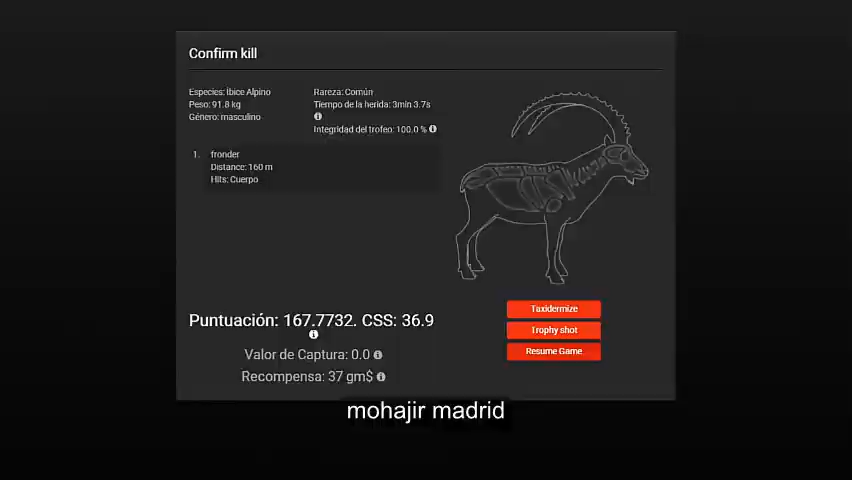 Confirm kill
Especies: Íbice Alpino
Peso: 91.8 kg
Género: masculino
Rareza: Común
Tiempo de la herida: 3min 3.7s
Integridad del trofeo: 100.0 %
1. fronder
Distance: 160 m
Hits: Cuerpo
Puntuación: 167.7732. CSS: 36.9
Valor de Captura: 0.0
Recompensa: 37 gm$
Taxidermize
Trophy shot
Resume Game
mohajir madrid